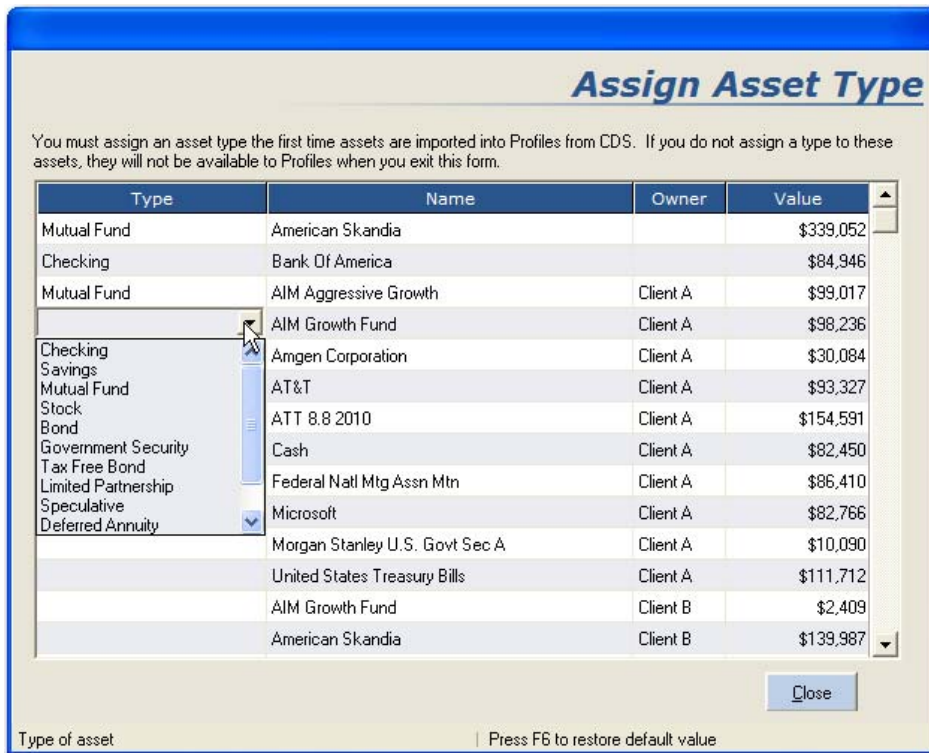 Assign Asset Type
You must assign an asset type the first time assets are imported into Profiles from CDS. If you do not assign a type to these
assets, they will not be available to Profiles when you exit this form.
Type Name Owner Value
Mutual Fund American Skandia $339,052
Checking Bank Of America $84,946
Mutual Fund AIM Aggressive Growth Client A $99,017
AIM Growth Fund Client A $98,236
Checking
Savings
Mutual Fund
Stock
Bond
Government Security
Tax Free Bond
Limited Partnership
Speculative
Deferred Annuity
Amgen Corporation Client A $30,084
AT&T Client A $93,327
ATT 8.8 2010 Client A $154,591
Cash Client A $82,450
Federal Natl Mtg Assn Mtn Client A $86,410
Microsoft Client A $82,766
Morgan Stanley U.S. Govt Sec A Client A $10,090
United States Treasury Bills Client A $111,712
AIM Growth Fund Client B $2,409
American Skandia Client B $139,987
Close
Type of asset Press F6 to restore default value